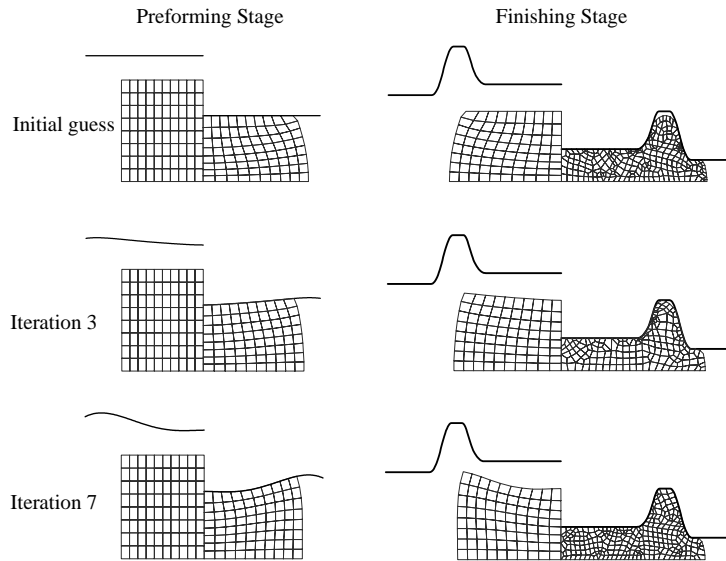 Preforming Stage
Finishing Stage
Initial guess
Iteration 3
Iteration 7